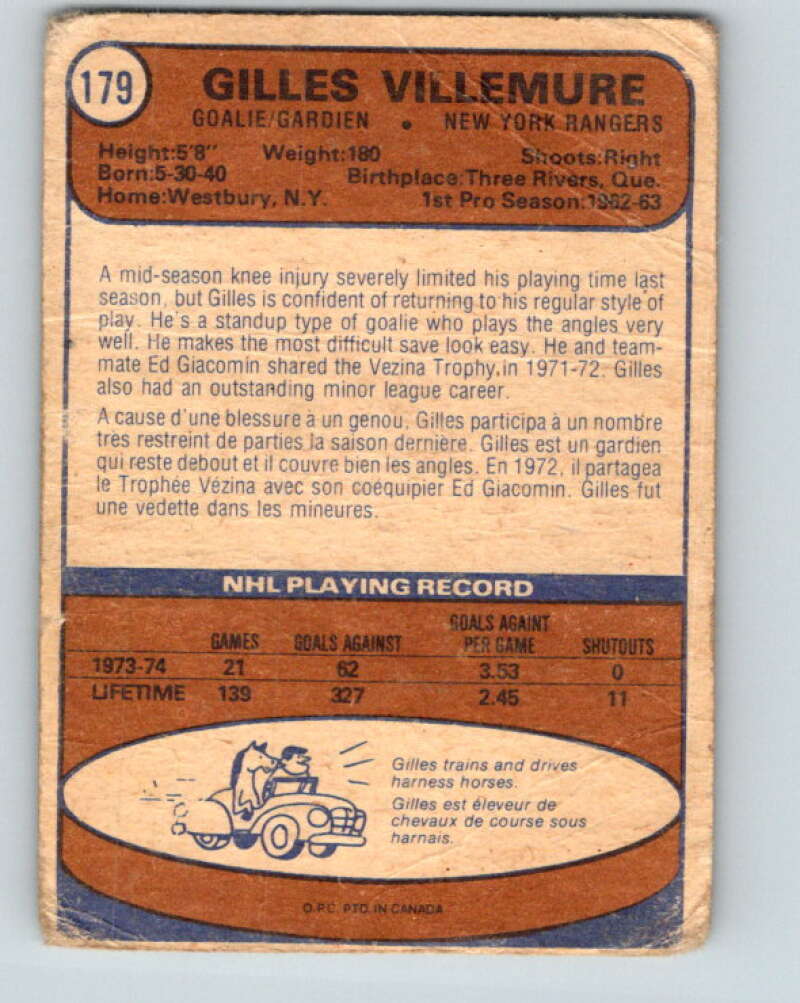 179
GILLES VILLEMURE
GOALIE/GARDIEN • NEW YORK RANGERS
Height:5'8" Weight:180 Shoots:Right
Born:5-30-40 Birthplace:Three Rivers, Que.
Home:Westbury, N.Y. 1st Pro Season:1962-63
A mid-season knee injury severely limited his playing time last
season, but Gilles is confident of returning to his regular style of
play. He's a standup type of goalie who plays the angles very
well. He makes the most difficult save look easy. He and team-
mate Ed Giacomin shared the Vezina Trophy in 1971-72. Gilles
also had an outstanding minor league career.
A cause d'une blessure à un genou, Gilles participa à un nombre
tres restreint de parties la saison dernière. Gilles est un gardien
qui reste debout et il couvre bien les angles. En 1972, il partagea
le Trophée Vézina avec son coéquipier Ed Giacomin. Gilles fut
une vedette dans les mineures.
NHL PLAYING RECORD
GAMES GOALS AGAINST GOALS AGAINT PER GAME SHUTOUTS
1973-74 21 62 3.53 0
LIFETIME 139 327 2.45 11
Gilles trains and drives
harness horses.
Gilles est éleveur de
chevaux de course sous
harnais.
O.P.C. PTD. IN CANADA